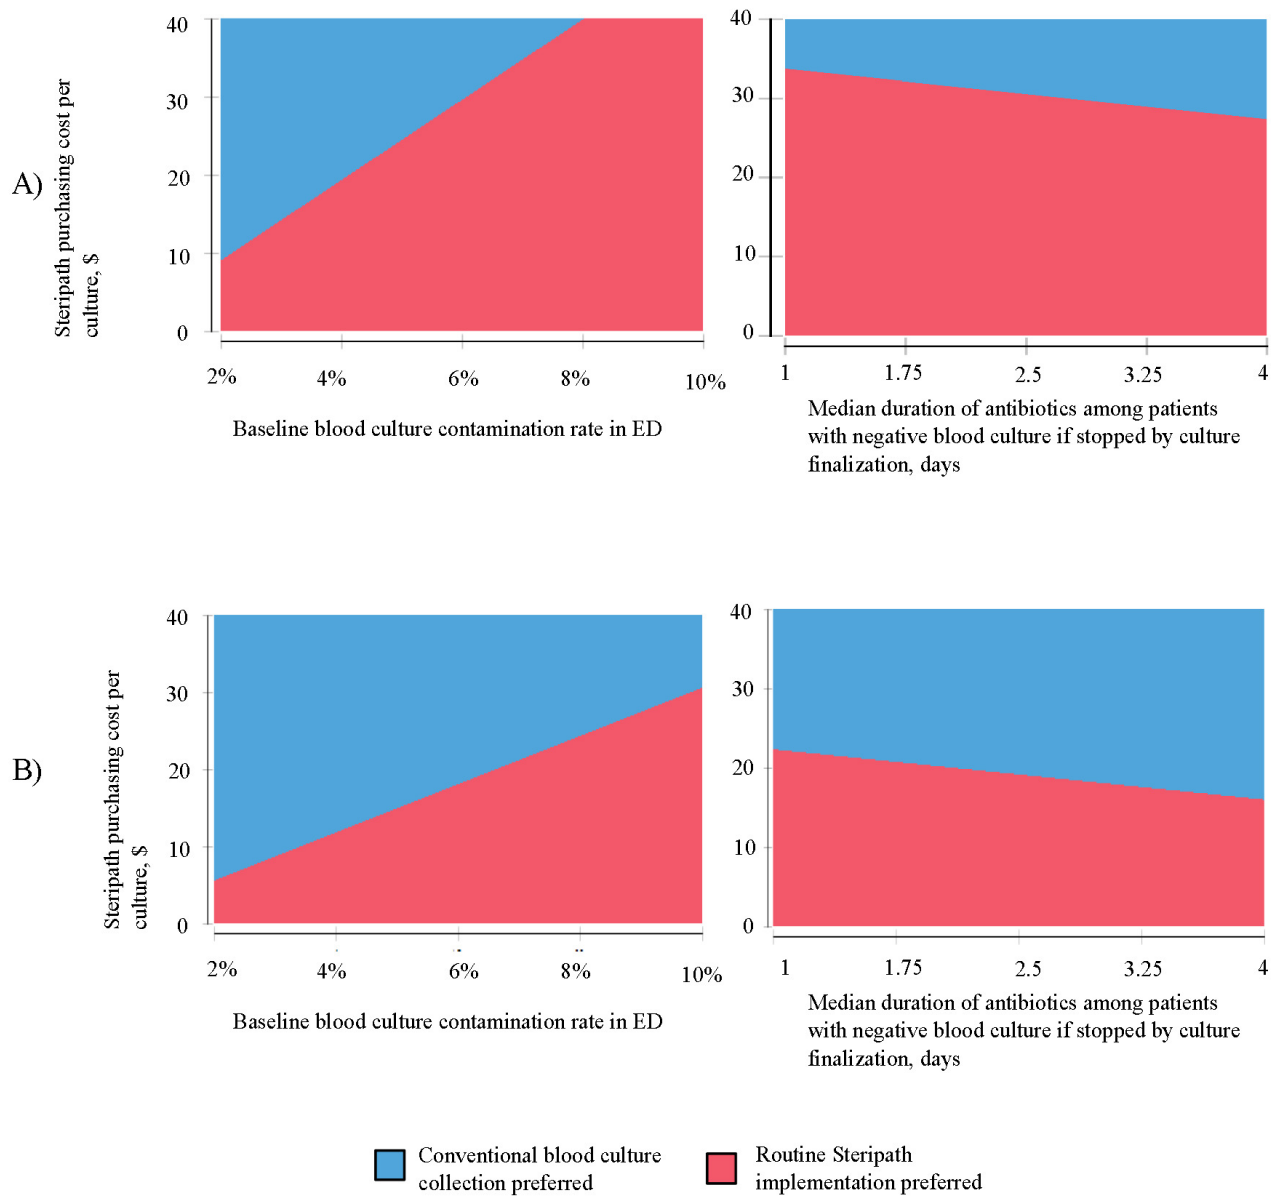 A)
Steripath purchasing cost per
culture, $
40
30
20
10
0
2%
4%
6%
8%
10%
Baseline blood culture contamination rate in ED
40
30
20
10
0
1
1.75
2.5
3.25
4
Median duration of antibiotics among patients
with negative blood culture if stopped by culture
finalization, days
B)
Steripath purchasing cost per
culture, $
40
30
20
10
0
2%
4%
6%
8%
10%
Baseline blood culture contamination rate in ED
40
30
20
10
0
1
1.75
2.5
3.25
4
Median duration of antibiotics among patients
with negative blood culture if stopped by culture
finalization, days
Conventional blood culture
collection preferred
Routine Steripath
implementation preferred